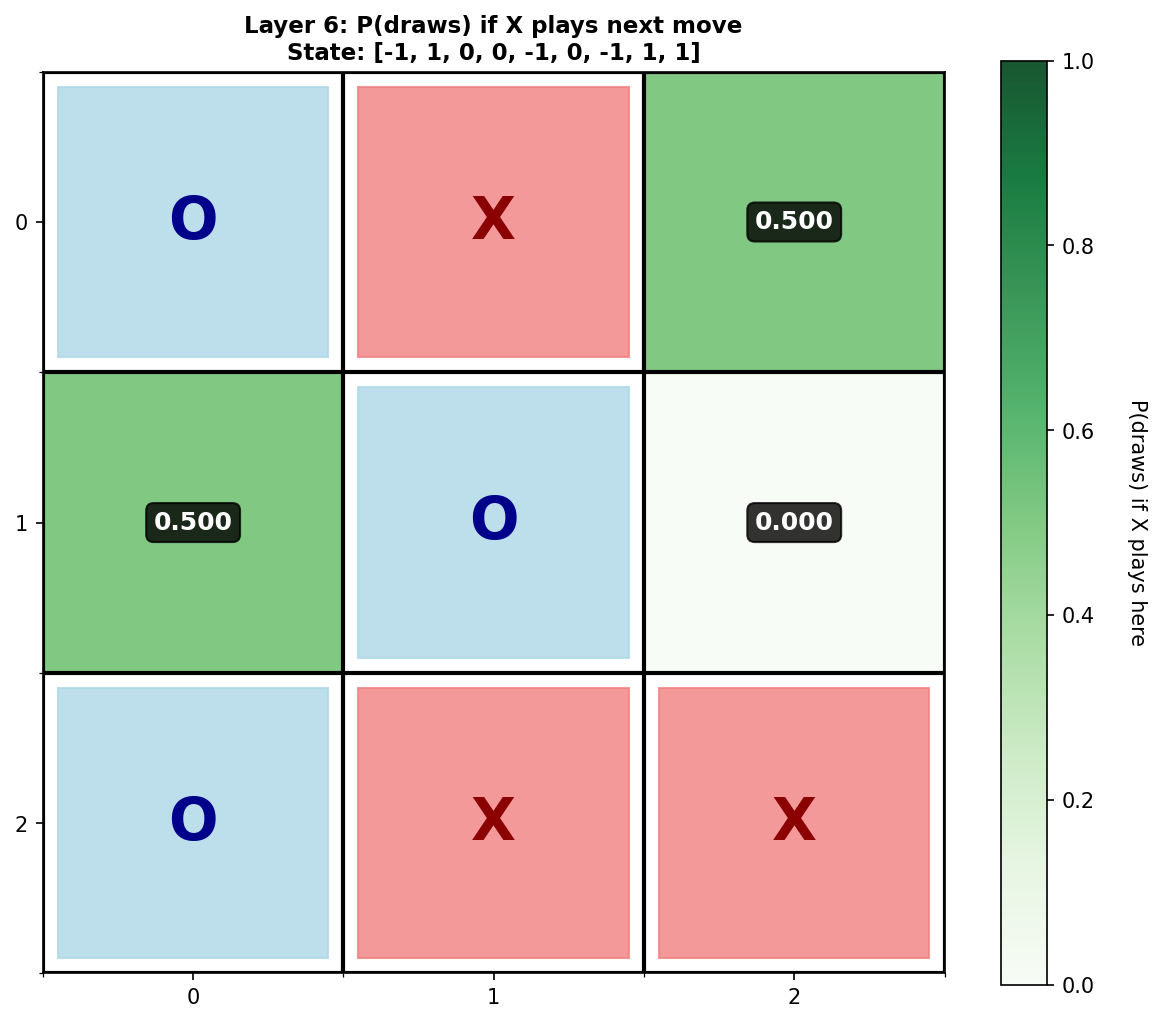 Layer 6: P(draws) if X plays next move
State: [-1, 1, 0, 0, -1, 0, -1, 1, 1]
0
O
X
0.500
1
0.500
O
0.000
2
O
X
X
0
1
2
1.0
0.8
0.6
0.4
0.2
0.0
P(draws) if X plays here